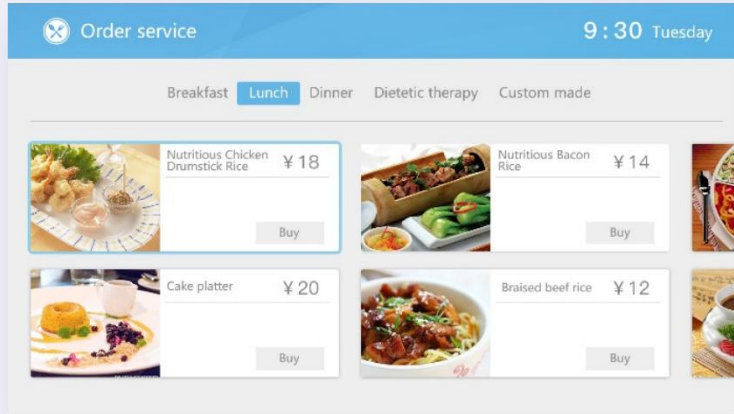 Order service
9:30 Tuesday
Breakfast Lunch Dinner Dietetic therapy Custom made
Nutritious Chicken
Drumstick Rice
¥18
Buy
Nutritious Bacon
Rice
¥14
Buy
Cake platter
¥20
Buy
Braised beef rice
¥12
Buy